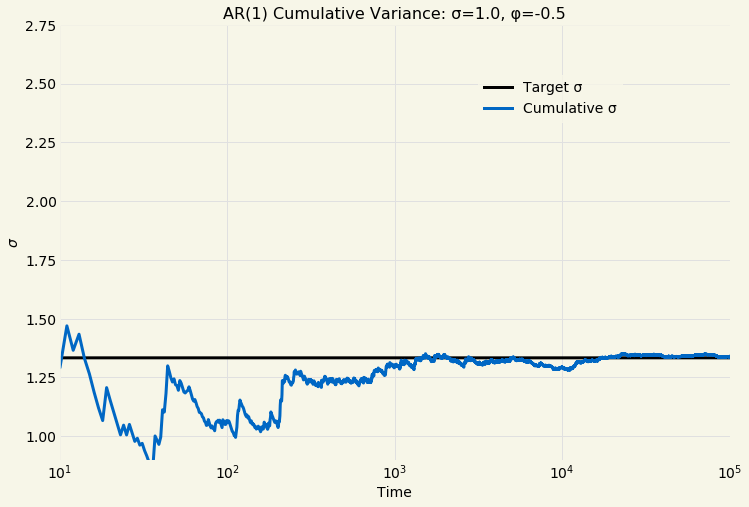 AR(1) Cumulative Variance: σ=1.0, φ=-0.5
2.75
2.50
2.25
2.00
1.75
1.50
1.25
1.00
σ
Target σ
Cumulative σ
10¹
10²
10³
10⁴
10⁵
Time